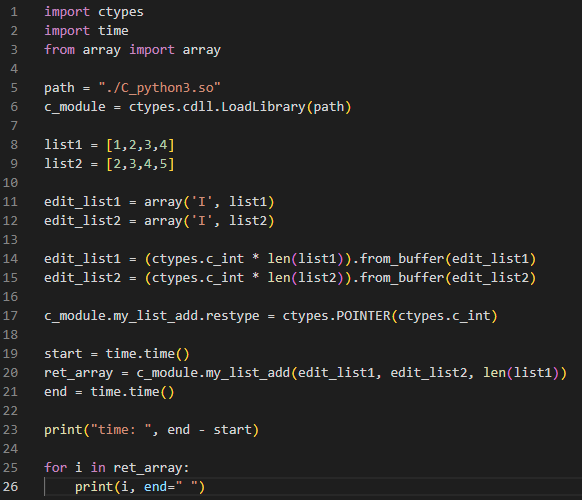 1 import ctypes
2 import time
3 from array import array
4
5 path = "./C_python3.so"
6 c_module = ctypes.cdll.LoadLibrary(path)
7
8 list1 = [1,2,3,4]
9 list2 = [2,3,4,5]
10
11 edit_list1 = array('I', list1)
12 edit_list2 = array('I', list2)
13
14 edit_list1 = (ctypes.c_int * len(list1)).from_buffer(edit_list1)
15 edit_list2 = (ctypes.c_int * len(list2)).from_buffer(edit_list2)
16
17 c_module.my_list_add.restype = ctypes.POINTER(ctypes.c_int)
18
19 start = time.time()
20 ret_array = c_module.my_list_add(edit_list1, edit_list2, len(list1))
21 end = time.time()
22
23 print("time: ", end - start)
24
25 for i in ret_array:
26     print(i, end=" ")